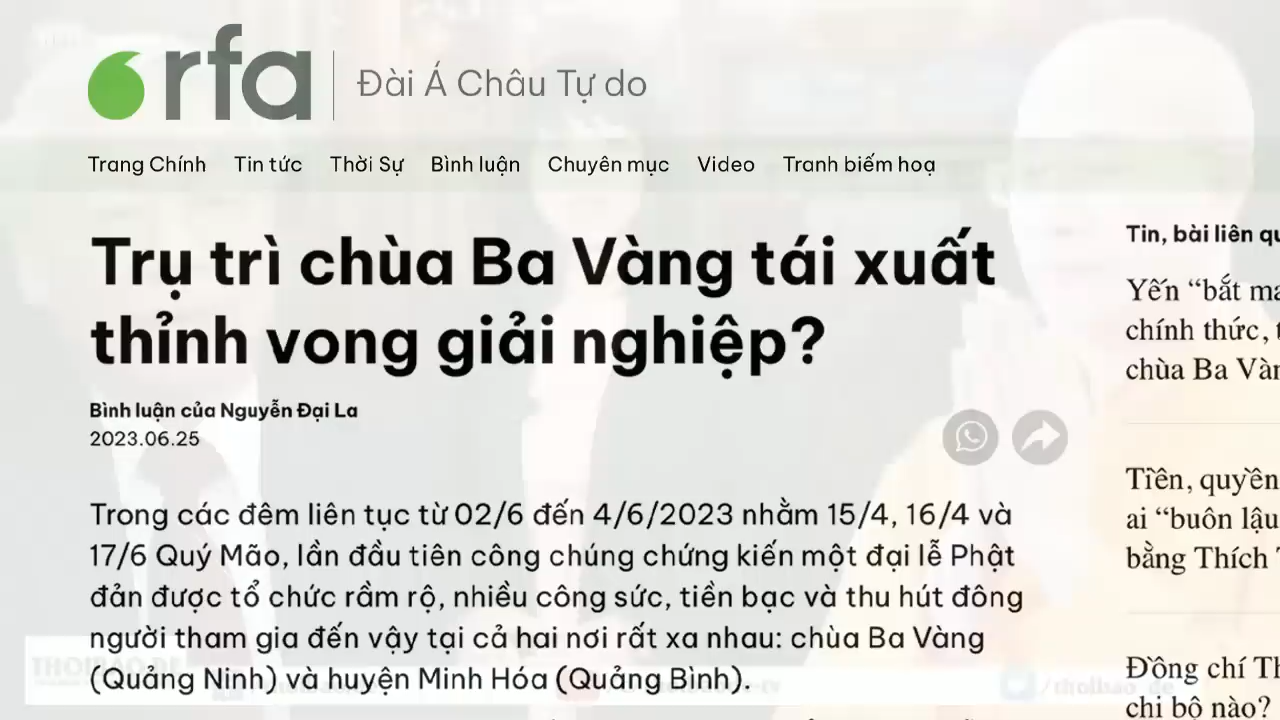 rfa Đài Á Châu Tự do
Trang Chính Tin tức Thời Sự Bình luận Chuyên mục Video Tranh biếm hoạ
Trụ trì chùa Ba Vàng tái xuất
thỉnh vong giải nghiệp?
Bình luận của Nguyễn Đại La
2023.06.25
Trong các đêm liên tục từ 02/6 đến 4/6/2023 nhằm 15/4, 16/4 và
17/6 Quý Mão, lần đầu tiên công chúng chứng kiến một đại lễ Phật
đản được tổ chức rầm rộ, nhiều công sức, tiền bạc và thu hút đông
người tham gia đến vậy tại cả hai nơi rất xa nhau: chùa Ba Vàng
(Quảng Ninh) và huyện Minh Hóa (Quảng Bình).
Tin, bài liên
Yến “bắt
chính thức,
chùa Ba
Tiền, quyền
ai “buôn
bằng Thích
Đồng chí
chi bộ nào?
THOIBAO.DE
/thoibao_de